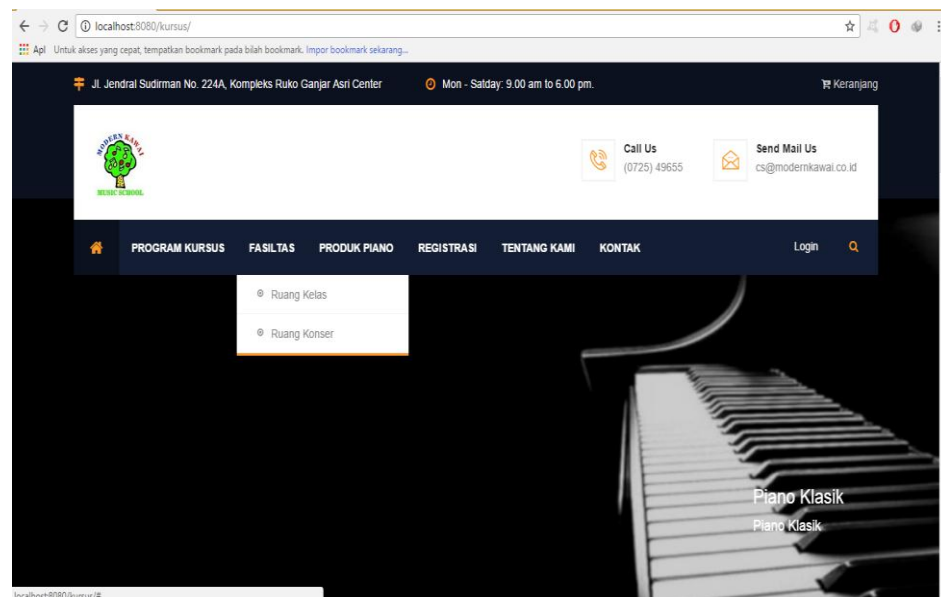 localhost:8080/kursus/
Apl Untuk akses yang cepat, tempatkan bookmark pada bilah bookmark. Impor bookmark sekarang...
Jl. Jendral Sudirman No. 224A, Kompleks Ruko Ganjar Asri Center Mon - Satday: 9.00 am to 6.00 pm. Keranjang
MODERN KAWAI
MUSIC SCHOOL
Call Us
(0725) 49655
Send Mail Us
cs@modernkawai.co.id
PROGRAM KURSUS FASILTAS PRODUK PIANO REGISTRASI TENTANG KAMI KONTAK Login
Ruang Kelas
Ruang Konser
Piano Klasik
Piano Klasik
localhost:8080/kursus/#